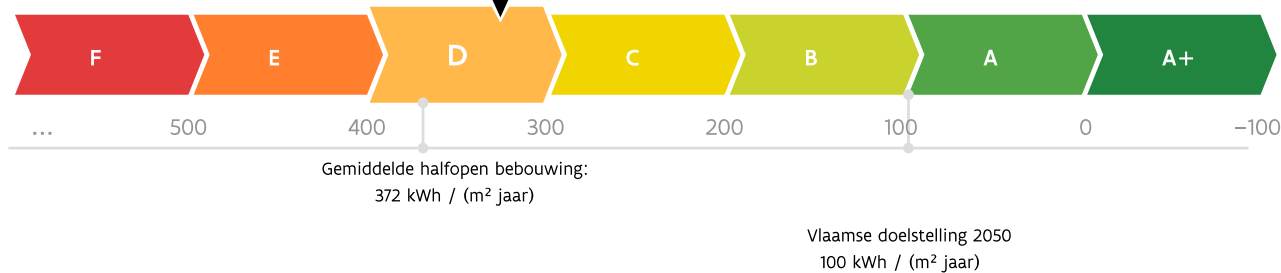 F E D C B A A+
... 500 400 300 200 100 0 −100
Gemiddelde halfopen bebouwing:
372 kWh / (m² jaar)
Vlaamse doelstelling 2050
100 kWh / (m² jaar)